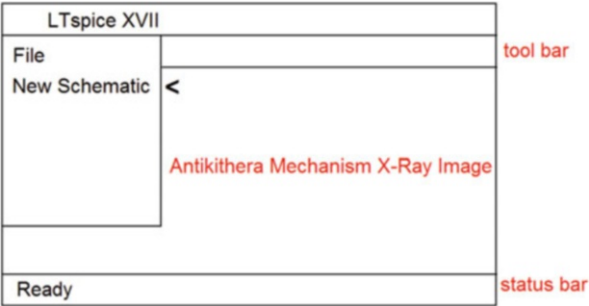 LTspice XVII
File
tool bar
New Schematic <
Antikithera Mechanism X-Ray Image
Ready
status bar